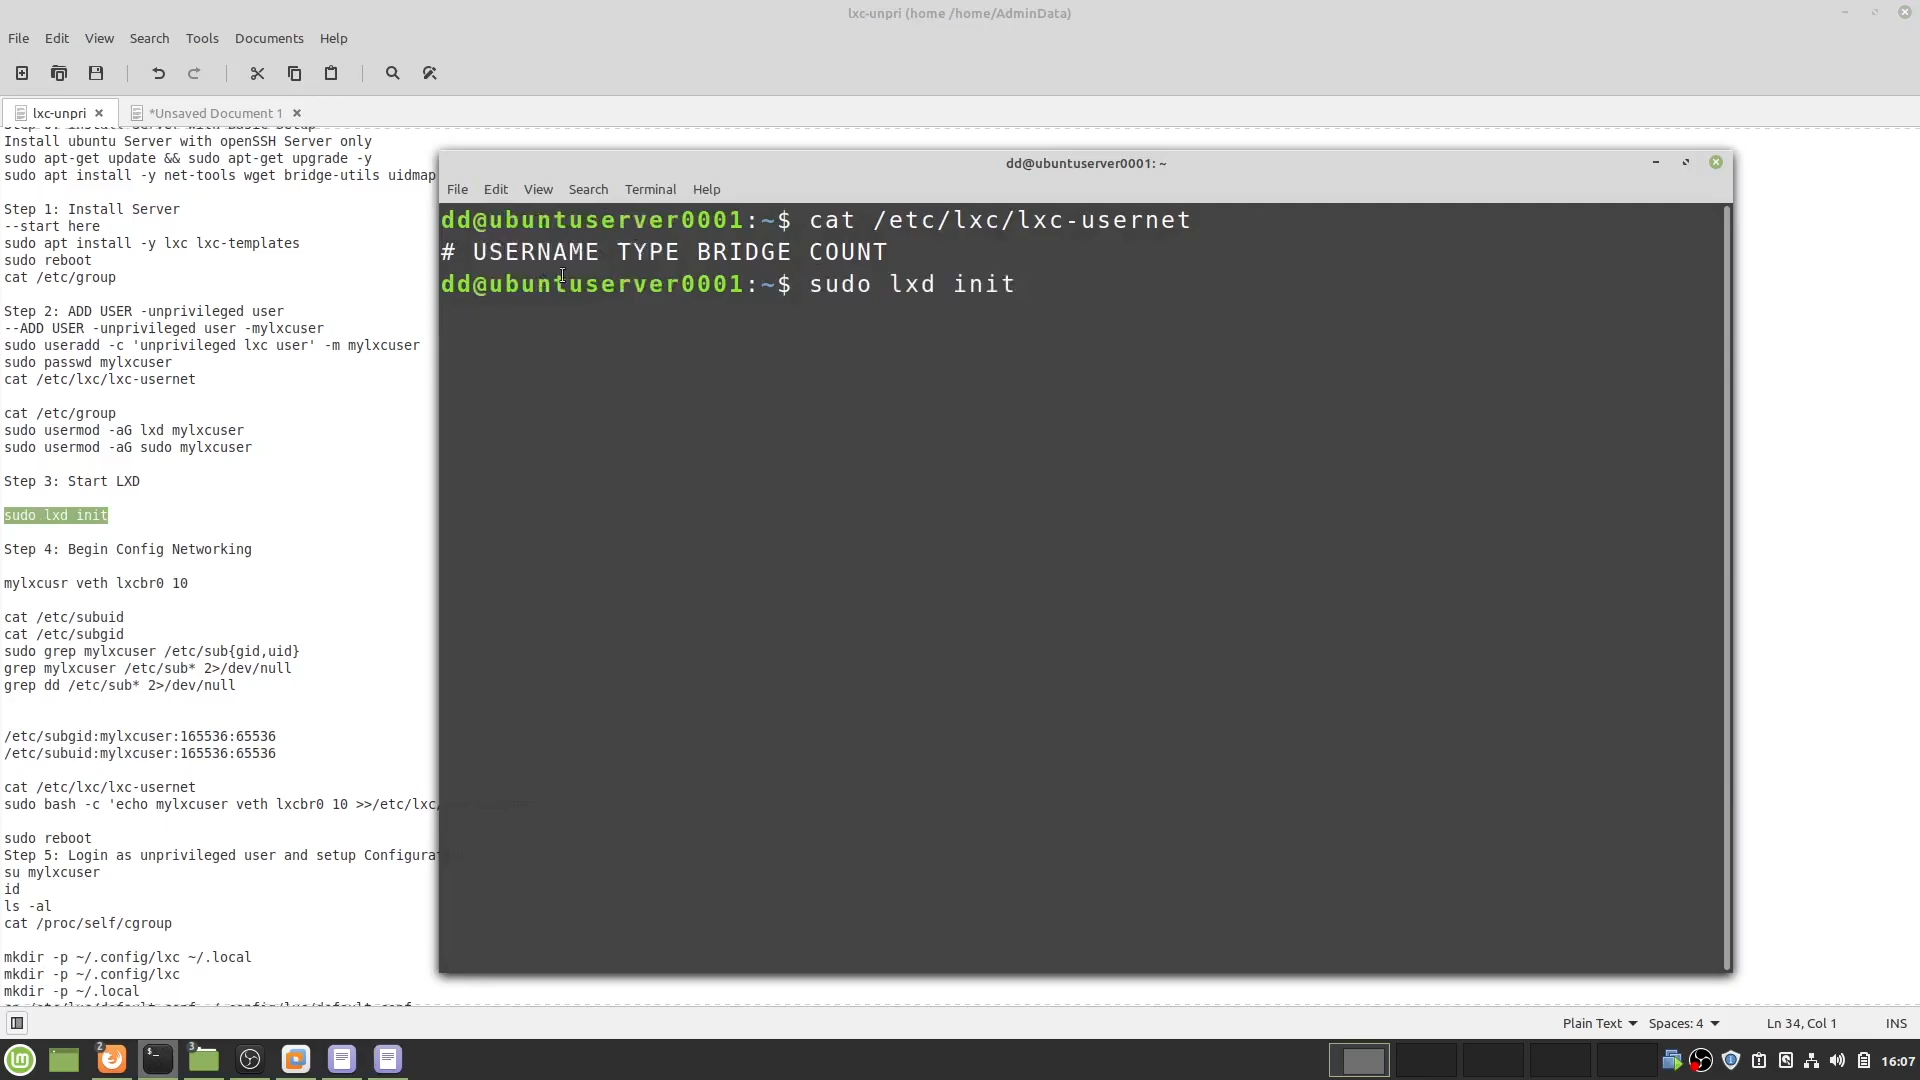 lxc-unpri (home /home/AdminData)
File Edit View Search Tools Documents Help
lxc-unpri *Unsaved Document 1
Install ubuntu Server with openSSH Server only
sudo apt-get update && sudo apt-get upgrade -y
sudo apt install -y net-tools wget bridge-utils uidmap
Step 1: Install Server
--start here
sudo apt install -y lxc lxc-templates
sudo reboot
cat /etc/group
Step 2: ADD USER -unprivileged user
--ADD USER -unprivileged user -mylxcuser
sudo useradd -c 'unprivileged lxc user' -m mylxcuser
sudo passwd mylxcuser
cat /etc/lxc/lxc-usernet
cat /etc/group
sudo usermod -aG lxd mylxcuser
sudo usermod -aG sudo mylxcuser
Step 3: Start LXD
sudo lxd init
Step 4: Begin Config Networking
mylxcusr veth lxcbr0 10
cat /etc/subuid
cat /etc/subgid
sudo grep mylxcuser /etc/sub{gid,uid}
grep mylxcuser /etc/sub* 2>/dev/null
grep dd /etc/sub* 2>/dev/null
/etc/subgid:mylxcuser:165536:65536
/etc/subuid:mylxcuser:165536:65536
cat /etc/lxc/lxc-usernet
sudo bash -c 'echo mylxcuser veth lxcbr0 10 >>/etc/lxc/
sudo reboot
Step 5: Login as unprivileged user and setup Configurat
su mylxcuser
id
ls -al
cat /proc/self/cgroup
mkdir -p ~/.config/lxc ~/.local
mkdir -p ~/.config/lxc
mkdir -p ~/.local
dd@ubuntuserver0001: ~
File Edit View Search Terminal Help
dd@ubuntuserver0001:~$ cat /etc/lxc/lxc-usernet
# USERNAME TYPE BRIDGE COUNT
dd@ubuntuserver0001:~$ sudo lxd init
Plain Text Spaces: 4 Ln 34, Col 1 INS
2 3 16:07